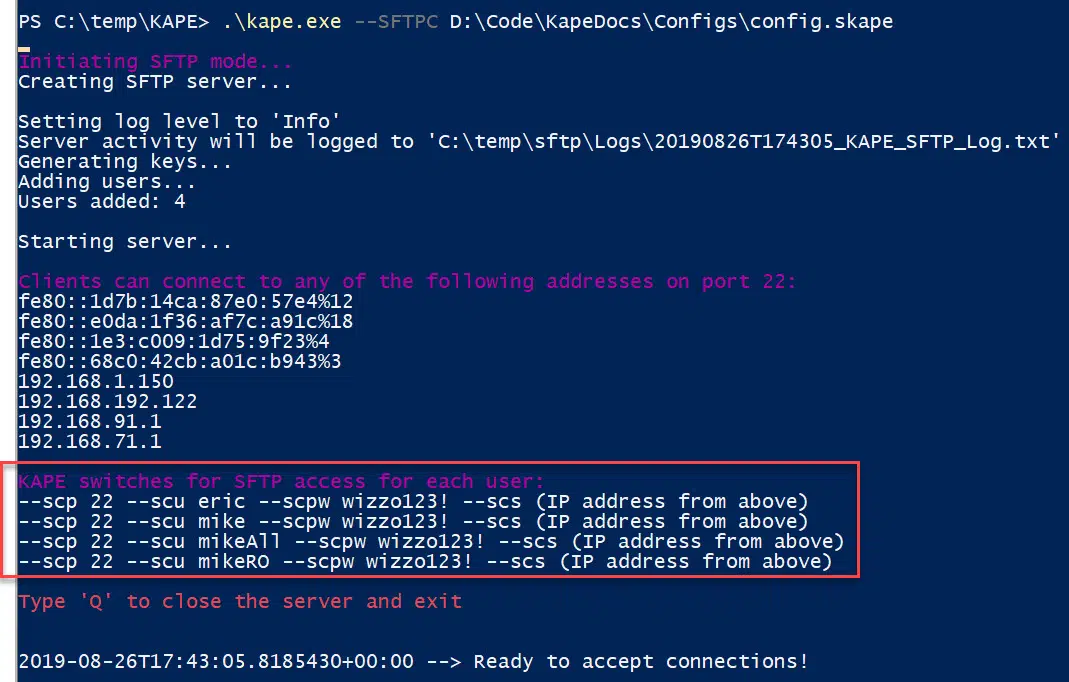 PS C:\temp\KAPE> .\kape.exe --SFTPC D:\Code\KapeDocs\Configs\config.skape
Initiating SFTP mode...
Creating SFTP server...
Setting log level to 'Info'
Server activity will be logged to 'C:\temp\sftp\Logs\20190826T174305_KAPE_SFTP_Log.txt'
Generating keys...
Adding users...
Users added: 4
Starting server...
Clients can connect to any of the following addresses on port 22:
fe80::1d7b:14ca:87e0:57e4%12
fe80::e0da:1f36:af7c:a91c%18
fe80::1e3:c009:1d75:9f23%4
fe80::68c0:42cb:a01c:b943%3
192.168.1.150
192.168.192.122
192.168.91.1
192.168.71.1
KAPE switches for SFTP access for each user:
--scp 22 --scu eric --scpw wizzo123! --scs (IP address from above)
--scp 22 --scu mike --scpw wizzo123! --scs (IP address from above)
--scp 22 --scu mikeAll --scpw wizzo123! --scs (IP address from above)
--scp 22 --scu mikeRO --scpw wizzo123! --scs (IP address from above)
Type 'Q' to close the server and exit
2019-08-26T17:43:05.8185430+00:00 --> Ready to accept connections!